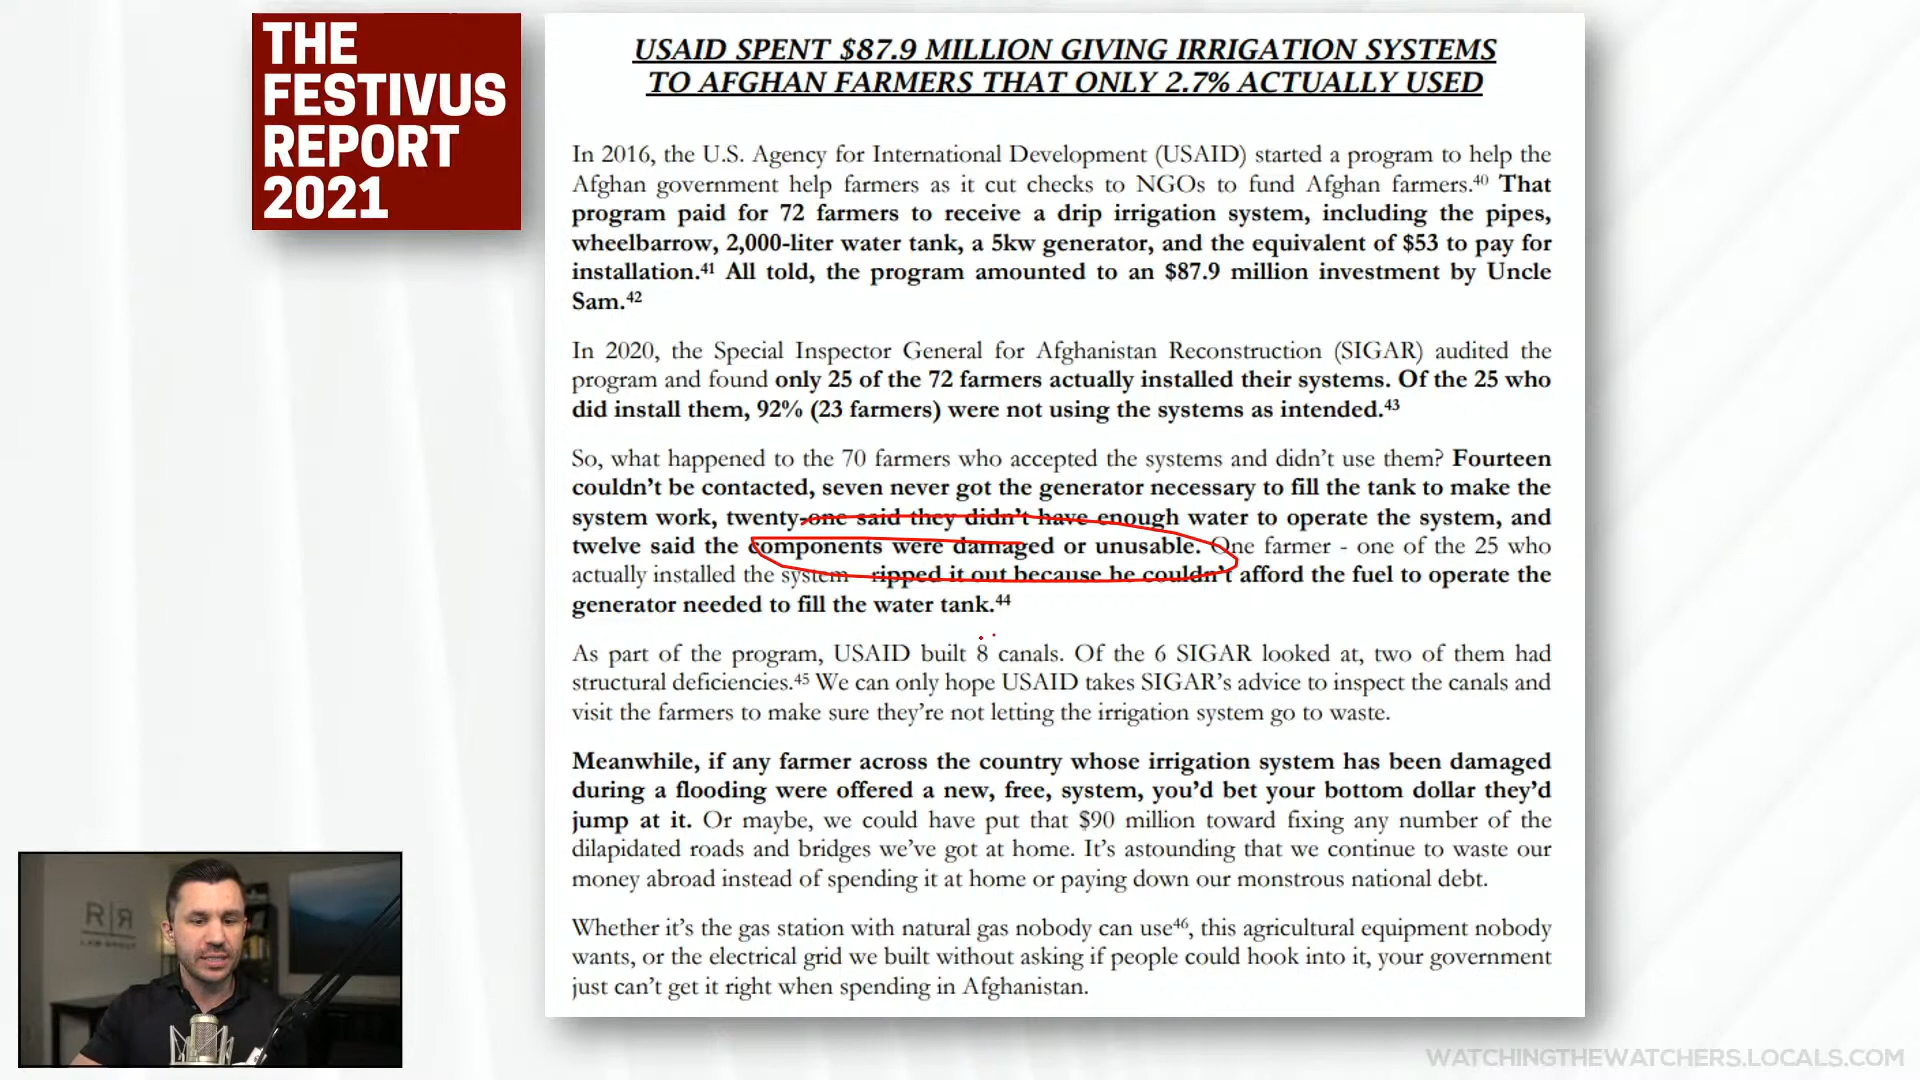 THE
FESTIVUS
REPORT
2021
USAID SPENT $87.9 MILLION GIVING IRRIGATION SYSTEMS
TO AFGHAN FARMERS THAT ONLY 2.7% ACTUALLY USED
In 2016, the U.S. Agency for International Development (USAID) started a program to help the
Afghan government help farmers as it cut checks to NGOs to fund Afghan farmers.40 That
program paid for 72 farmers to receive a drip irrigation system, including the pipes,
wheelbarrow, 2,000-liter water tank, a 5kw generator, and the equivalent of $53 to pay for
installation.41 All told, the program amounted to an $87.9 million investment by Uncle
Sam.42
In 2020, the Special Inspector General for Afghanistan Reconstruction (SIGAR) audited the
program and found only 25 of the 72 farmers actually installed their systems. Of the 25 who
did install them, 92% (23 farmers) were not using the systems as intended.43
So, what happened to the 70 farmers who accepted the systems and didn't use them? Fourteen
couldn't be contacted, seven never got the generator necessary to fill the tank to make the
system work, twenty-one said they didn't have enough water to operate the system, and
twelve said the components were damaged or unusable. One farmer - one of the 25 who
actually installed the system - ripped it out because he couldn't afford the fuel to operate the
generator needed to fill the water tank.44
As part of the program, USAID built 8 canals. Of the 6 SIGAR looked at, two of them had
structural deficiencies.45 We can only hope USAID takes SIGAR's advice to inspect the canals and
visit the farmers to make sure they're not letting the irrigation system go to waste.
Meanwhile, if any farmer across the country whose irrigation system has been damaged
during a flooding were offered a new, free, system, you'd bet your bottom dollar they'd
jump at it. Or maybe, we could have put that $90 million toward fixing any number of the
dilapidated roads and bridges we've got at home. It's astounding that we continue to waste our
money abroad instead of spending it at home or paying down our monstrous national debt.
Whether it's the gas station with natural gas nobody can use46, this agricultural equipment nobody
wants, or the electrical grid we built without asking if people could hook into it, your government
just can't get it right when spending in Afghanistan.
R|R
LAW GROUP
WATCHINGTHEWATCHERS.LOCALS.COM